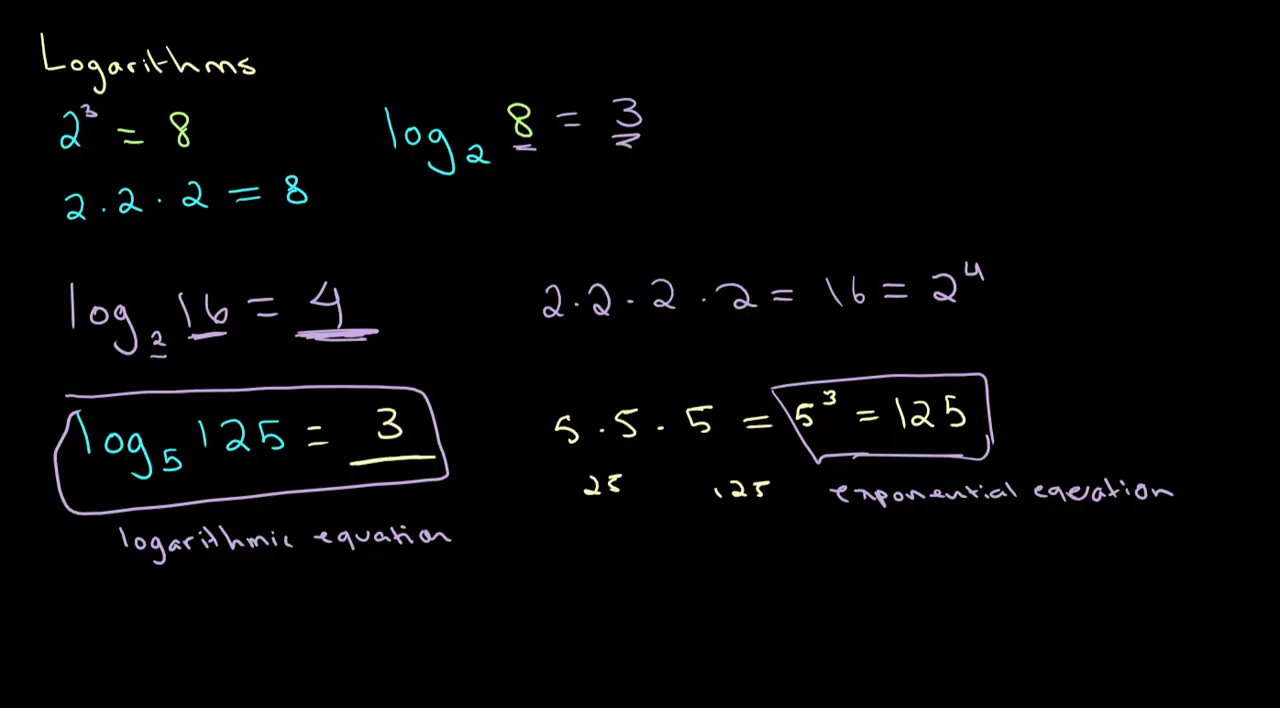 Logarithms
2³ = 8
log₂ 8 = 3
2 · 2 · 2 = 8
log₂ 16 = 4
2 · 2 · 2 · 2 = 16 = 2⁴
log₅ 125 = 3
5 · 5 · 5 = 5³ = 125
25 125
exponential equation
logarithmic equation